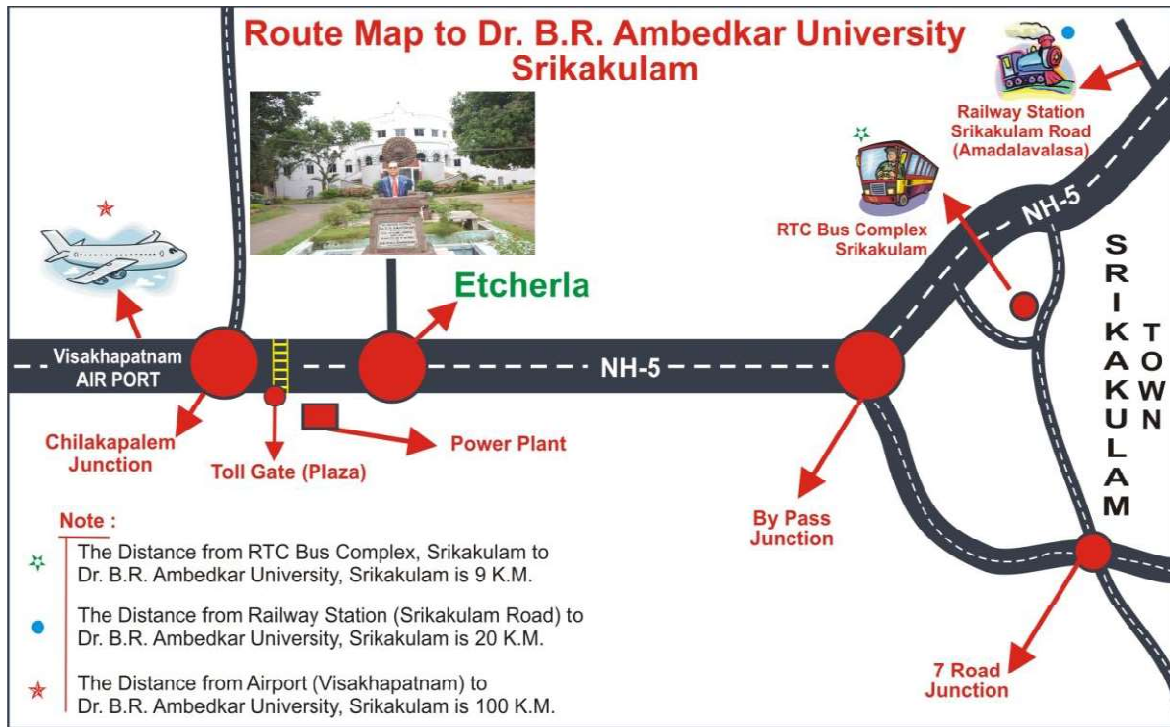 Route Map to Dr. B.R. Ambedkar University
Srikakulam
Railway Station
Srikakulam Road
(Amadalavalasa)
RTC Bus Complex
Srikakulam
NH-5
Etcherla
Visakhapatnam
AIR PORT
NH-5
SRIKAKULAM
TOWN
Chilakapalem
Junction
Toll Gate (Plaza)
Power Plant
By Pass
Junction
7 Road
Junction
Note :
The Distance from RTC Bus Complex, Srikakulam to
Dr. B.R. Ambedkar University, Srikakulam is 9 K.M.
The Distance from Railway Station (Srikakulam Road) to
Dr. B.R. Ambedkar University, Srikakulam is 20 K.M.
The Distance from Airport (Visakhapatnam) to
Dr. B.R. Ambedkar University, Srikakulam is 100 K.M.